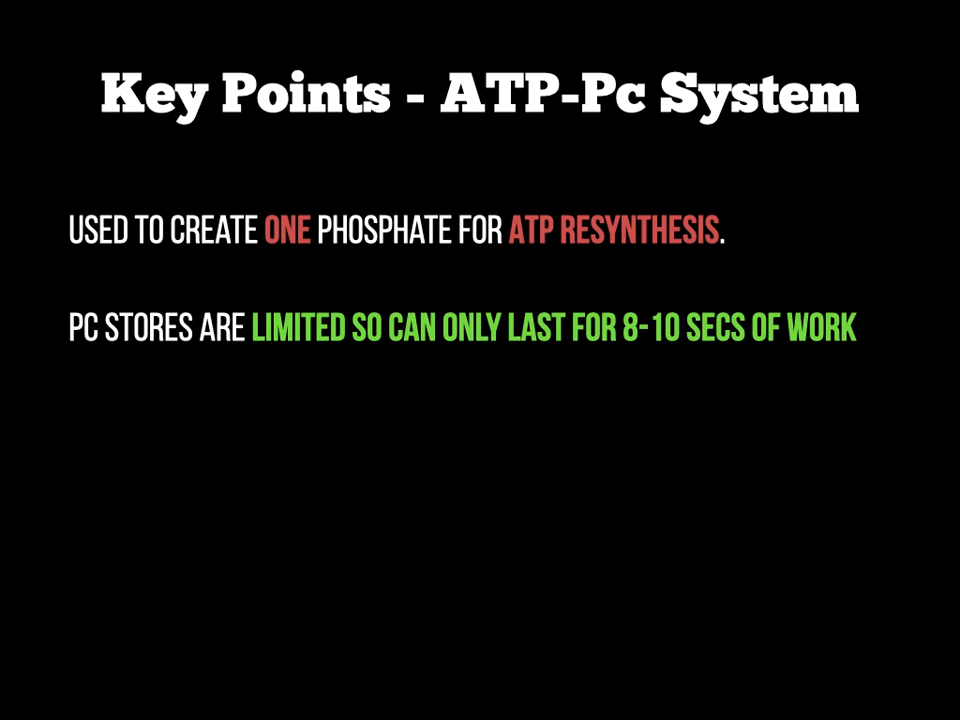 Key Points - ATP-Pc System
USED TO CREATE ONE PHOSPHATE FOR ATP RESYNTHESIS.
PC STORES ARE LIMITED SO CAN ONLY LAST FOR 8-10 SECS OF WORK